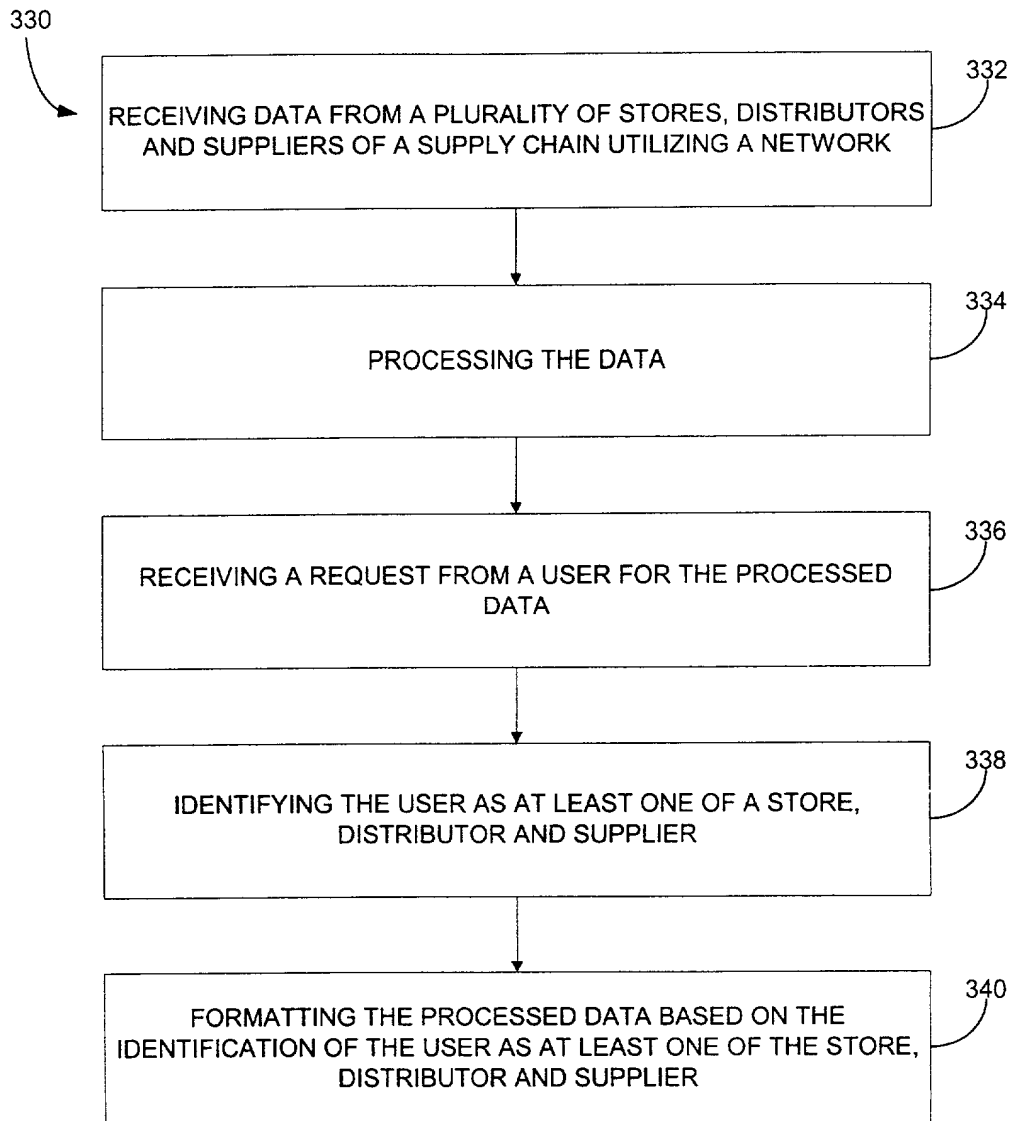 330
332
RECEIVING DATA FROM A PLURALITY OF STORES, DISTRIBUTORS
AND SUPPLIERS OF A SUPPLY CHAIN UTILIZING A NETWORK
334
PROCESSING THE DATA
336
RECEIVING A REQUEST FROM A USER FOR THE PROCESSED
DATA
338
IDENTIFYING THE USER AS AT LEAST ONE OF A STORE,
DISTRIBUTOR AND SUPPLIER
340
FORMATTING THE PROCESSED DATA BASED ON THE
IDENTIFICATION OF THE USER AS AT LEAST ONE OF THE STORE,
DISTRIBUTOR AND SUPPLIER